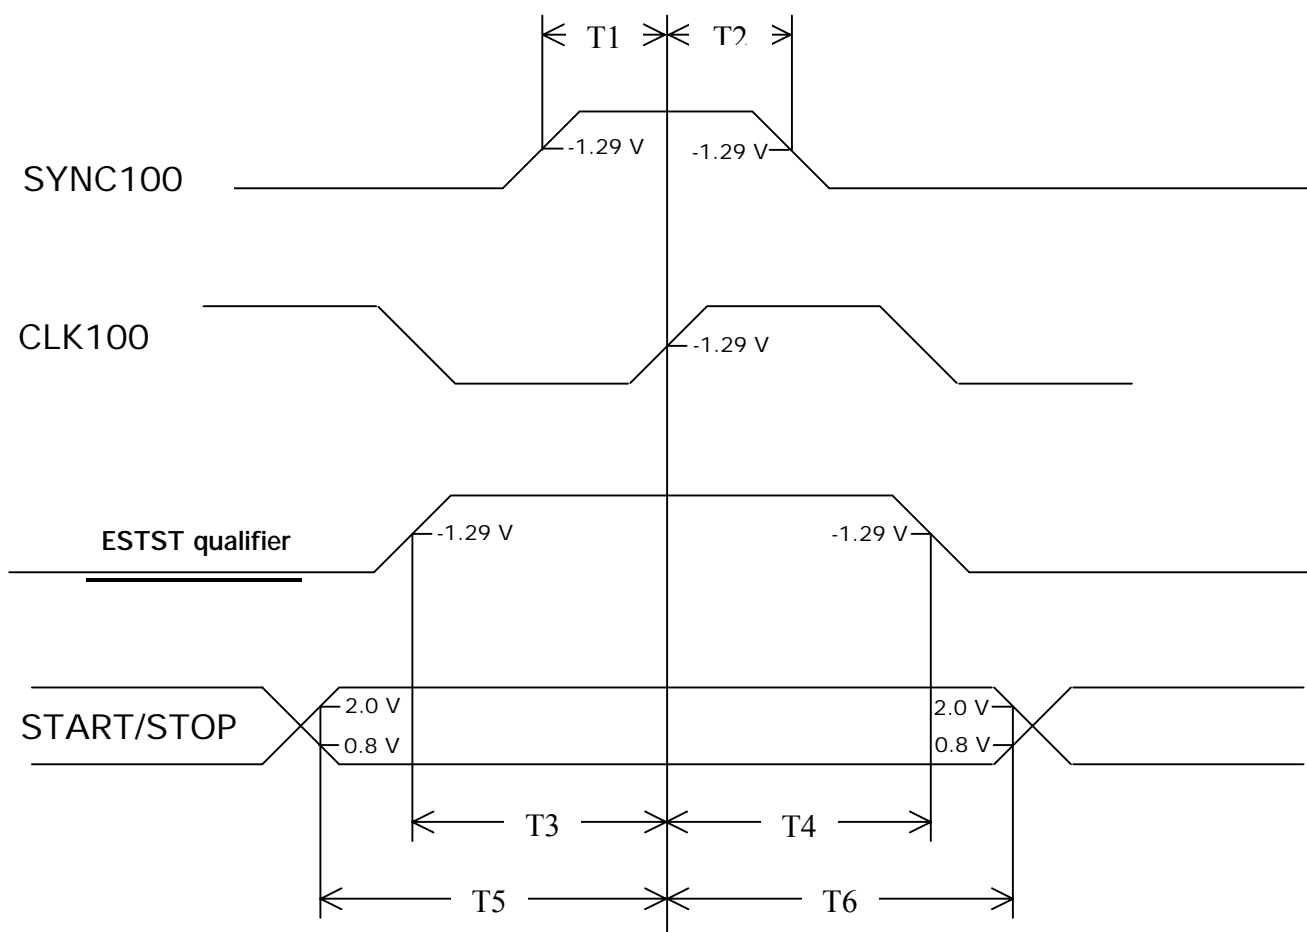 T1 T2
-1.29 V -1.29 V
SYNC100
CLK100
-1.29 V
ESTST qualifier
-1.29 V -1.29 V
2.0 V 2.0 V
START/STOP
0.8 V 0.8 V
T3 T4
T5 T6